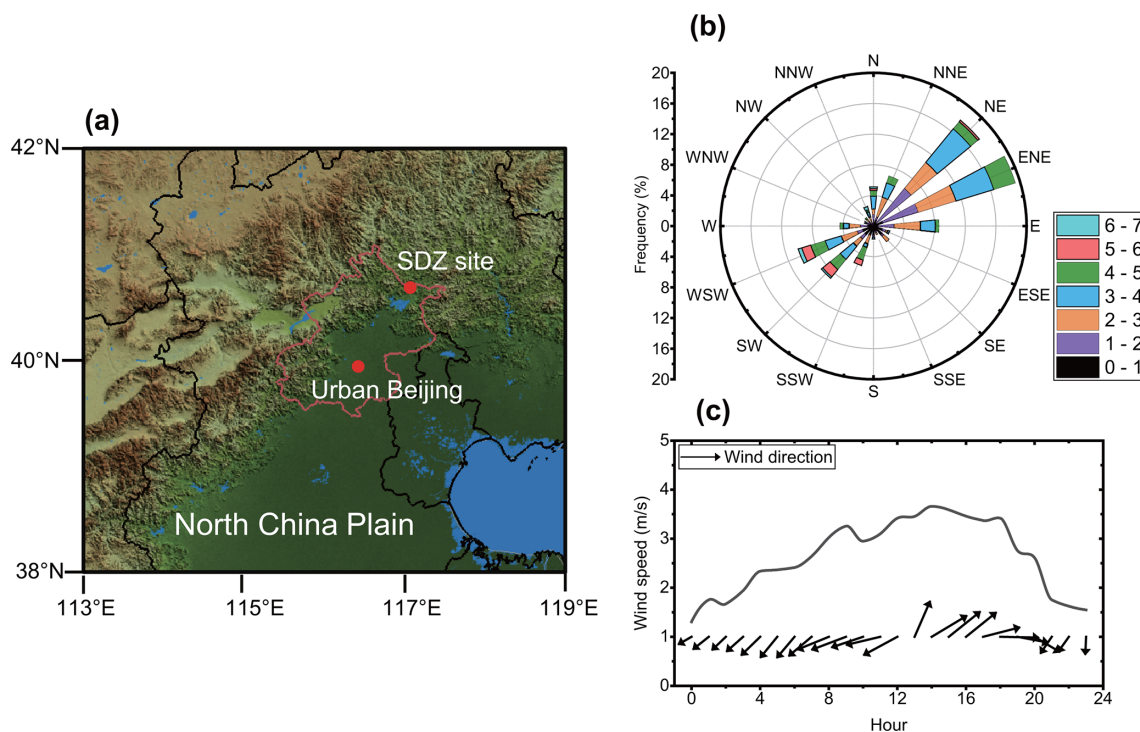 (a)
42°N
40°N
38°N
113°E
115°E
117°E
119°E
SDZ site
Urban Beijing
North China Plain
(b)
Frequency (%)
20
16
12
8
4
0
4
8
12
16
20
N
NNE
NE
ENE
E
ESE
SE
SSE
S
SSW
SW
WSW
W
WNW
NW
NNW
6 - 7
5 - 6
4 - 5
3 - 4
2 - 3
1 - 2
0 - 1
(c)
Wind direction
Wind speed (m/s)
5
4
3
2
1
0
0
4
8
12
16
20
24
Hour